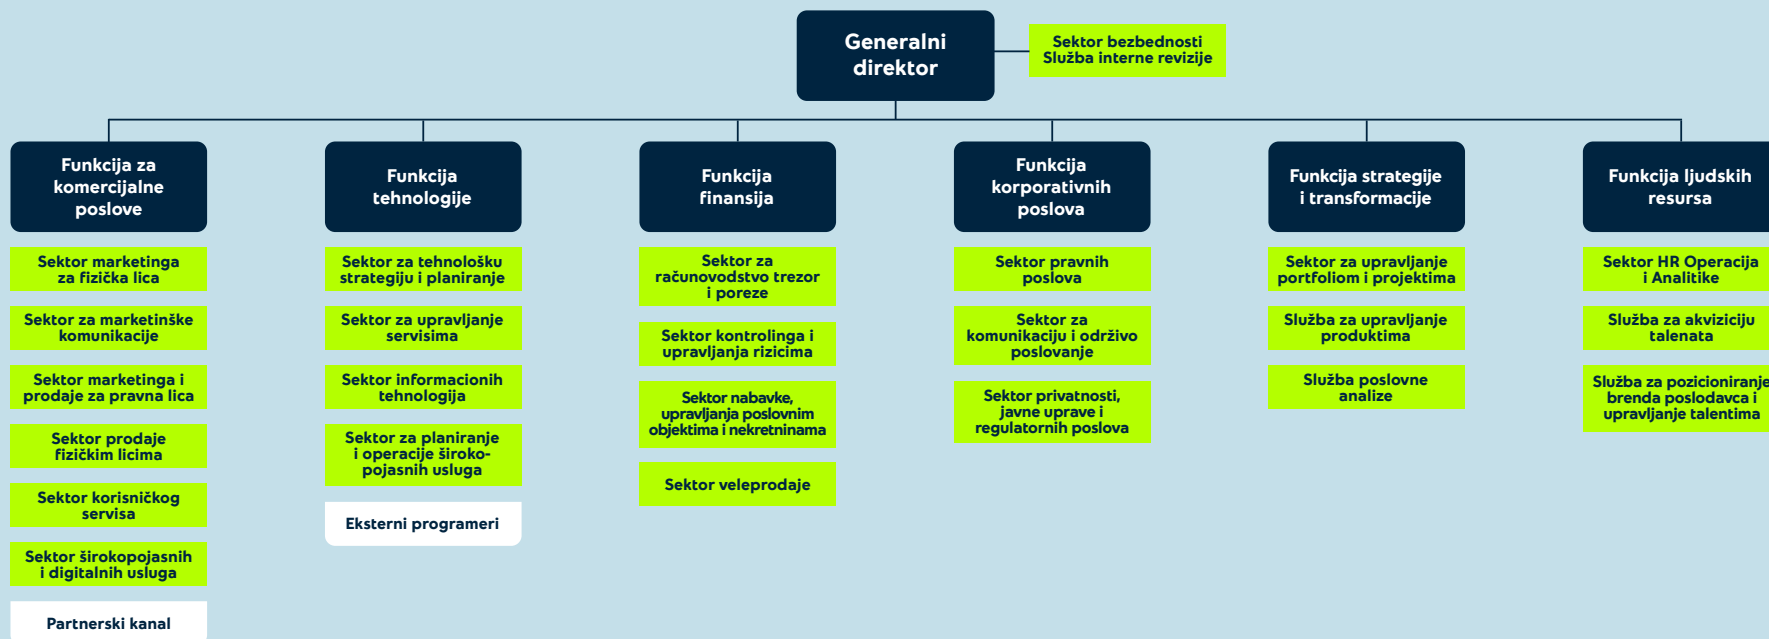 Generalni
direktor
Sektor bezbednosti
Služba interne revizije
Funkcija za
komercijalne
poslove
Sektor marketinga
za fizička lica
Sektor za marketinške
komunikacije
Sektor marketinga i
prodaje za pravna lica
Sektor prodaje
fizičkim licima
Sektor korisničkog
servisa
Sektor širokopojasnih
i digitalnih usluga
Partnerski kanal
Funkcija
tehnologije
Sektor za tehnološku
strategiju i planiranje
Sektor za upravljanje
servisima
Sektor informacionih
tehnologija
Sektor za planiranje
i operacije široko-
pojasnih usluga
Eksterni programeri
Funkcija
finansija
Sektor za
računovodstvo trezor
i poreze
Sektor kontrolinga i
upravljanja rizicima
Sektor nabavke,
upravljanja poslovnim
objektima i nekretninama
Sektor veleprodaje
Funkcija
korporativnih
poslova
Sektor pravnih
poslova
Sektor za
komunikaciju i održivo
poslovanje
Sektor privatnosti,
javne uprave i
regulatornih poslova
Funkcija strategije
i transformacije
Sektor za upravljanje
portfoliom i projektima
Služba za upravljanje
produktima
Služba poslovne
analize
Funkcija ljudskih
resursa
Sektor HR Operacija
i Analitike
Služba za akviziciju
talenata
Služba za pozicioniranje
brenda poslodavca i
upravljanje talentima